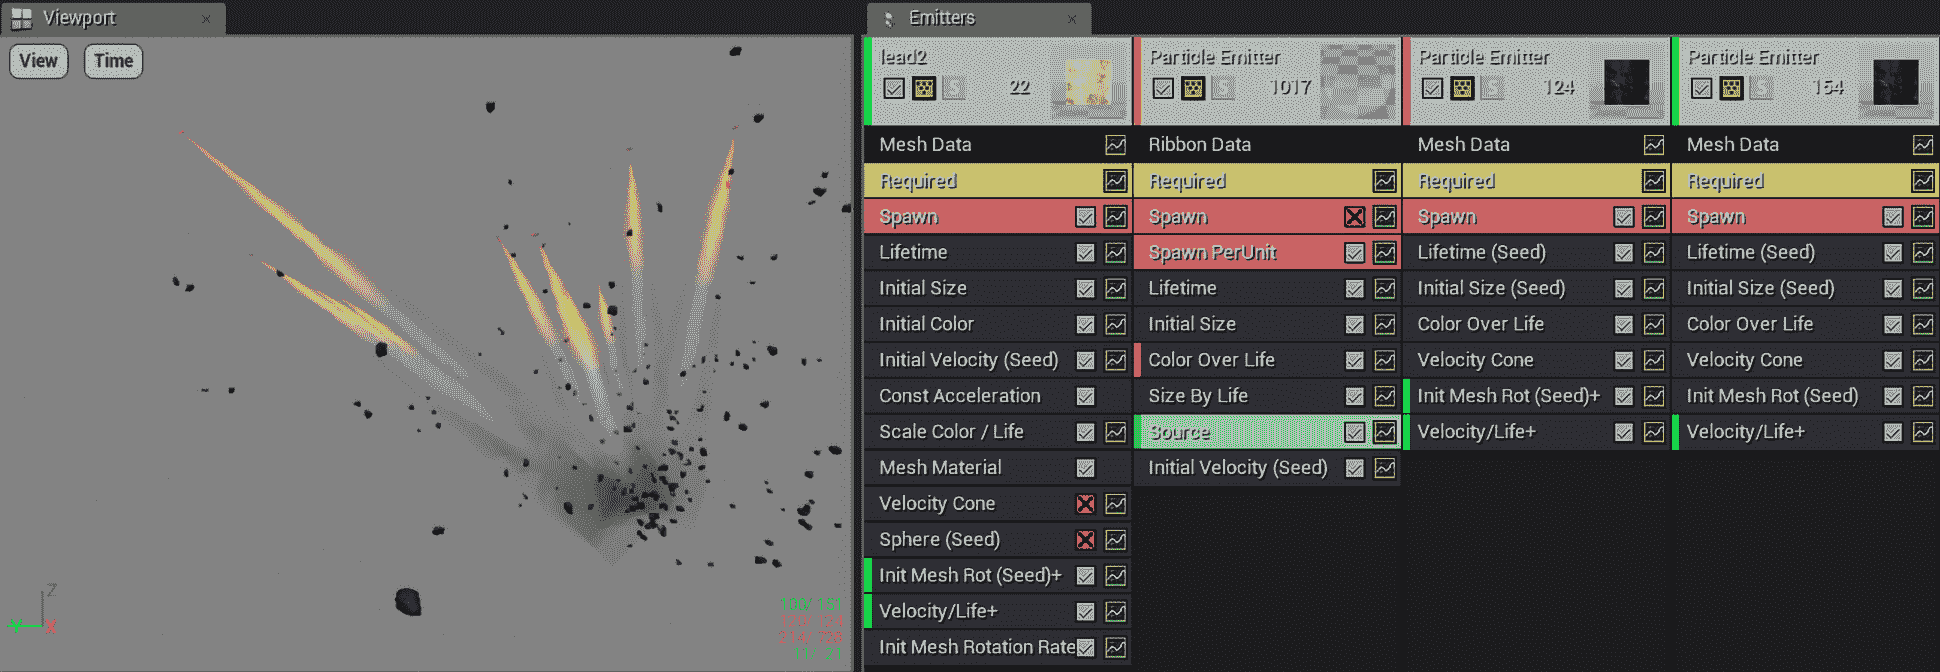 Viewport
Emitters
View
Time
lead2
22
Particle Emitter
1017
Particle Emitter
124
Particle Emitter
154
Mesh Data
Required
Spawn
Lifetime
Initial Size
Initial Color
Initial Velocity (Seed)
Const Acceleration
Scale Color / Life
Mesh Material
Velocity Cone
Sphere (Seed)
Init Mesh Rot (Seed)+
Velocity/Life+
Init Mesh Rotation Rate
Ribbon Data
Required
Spawn
Spawn PerUnit
Lifetime
Initial Size
Color Over Life
Size By Life
Source
Initial Velocity (Seed)
Mesh Data
Required
Spawn
Lifetime (Seed)
Initial Size (Seed)
Color Over Life
Velocity Cone
Init Mesh Rot (Seed)+
Velocity/Life+
Mesh Data
Required
Spawn
Lifetime (Seed)
Initial Size (Seed)
Color Over Life
Velocity Cone
Init Mesh Rot (Seed)
Velocity/Life+
Z
Y
X